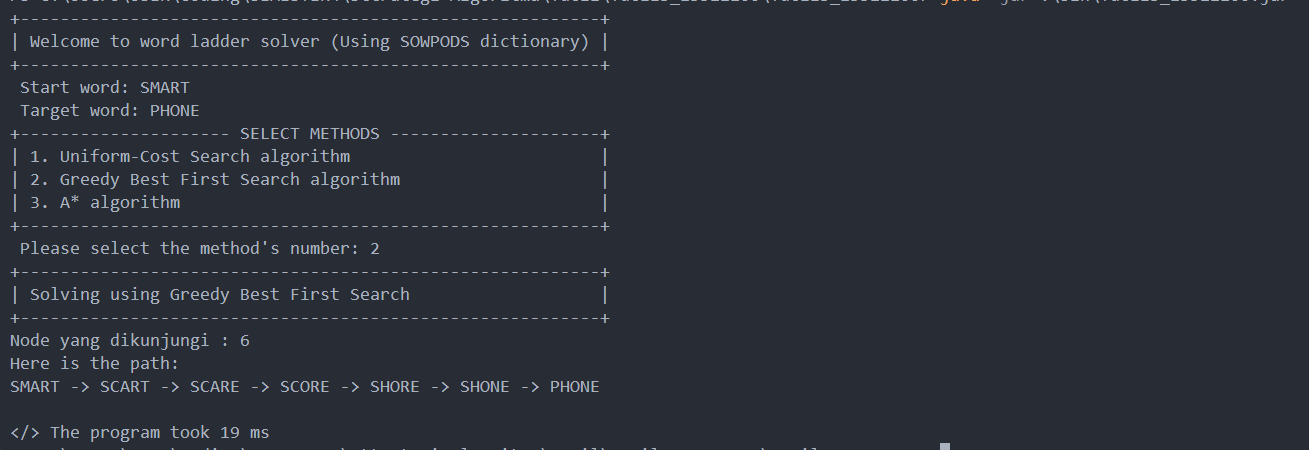 +----------------------------------------------------------+
| Welcome to word ladder solver (Using SOWPODS dictionary) |
+----------------------------------------------------------+
Start word: SMART
Target word: PHONE
+--------------------- SELECT METHODS ---------------------+
| 1. Uniform-Cost Search algorithm |
| 2. Greedy Best First Search algorithm |
| 3. A* algorithm |
+----------------------------------------------------------+
Please select the method's number: 2
+----------------------------------------------------------+
| Solving using Greedy Best First Search |
+----------------------------------------------------------+
Node yang dikunjungi : 6
Here is the path:
SMART -> SCART -> SCARE -> SCORE -> SHORE -> SHONE -> PHONE
</> The program took 19 ms